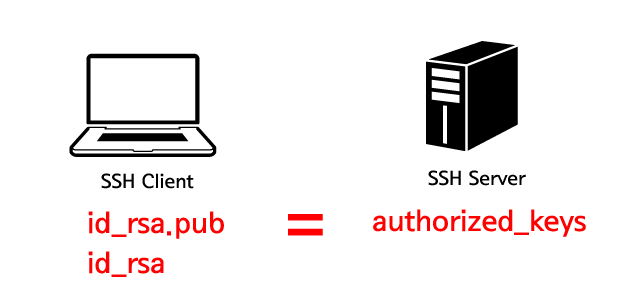 SSH Client
SSH Server
id_rsa.pub = authorized_keys
id_rsa